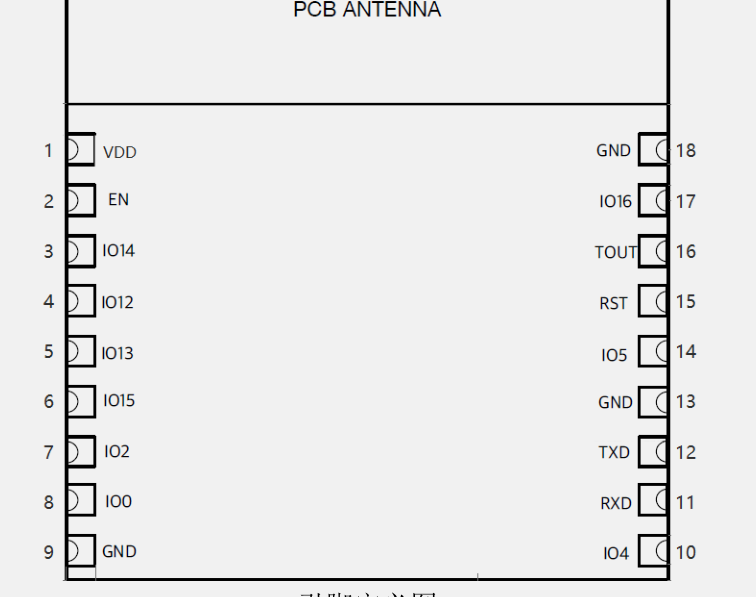 PCB ANTENNA
1 VDD GND 18
2 EN IO16 17
3 IO14 TOUT 16
4 IO12 RST 15
5 IO13 IO5 14
6 IO15 GND 13
7 IO2 TXD 12
8 IO0 RXD 11
9 GND IO4 10